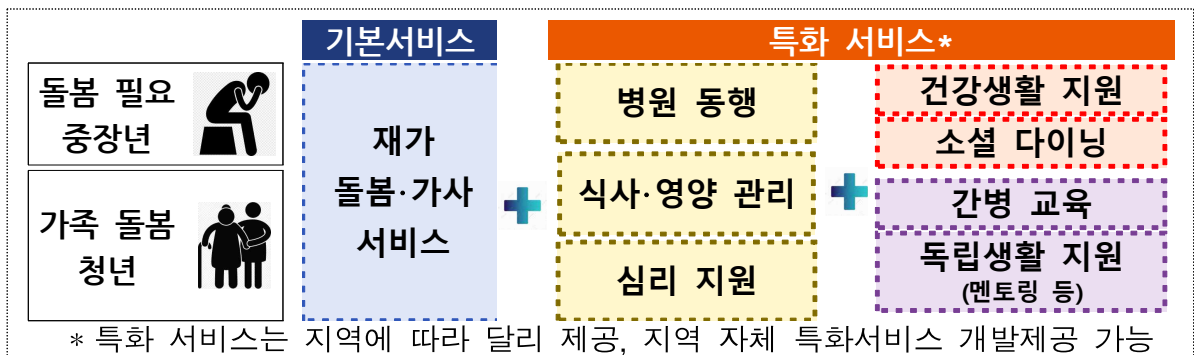 기본서비스
특화 서비스*
돌봄 필요
중장년
가족 돌봄
청년
재가
돌봄·가사
서비스
병원 동행
식사·영양 관리
심리 지원
건강생활 지원
소셜 다이닝
간병 교육
독립생활 지원
(멘토링 등)
* 특화 서비스는 지역에 따라 달리 제공, 지역 자체 특화서비스 개발제공 가능